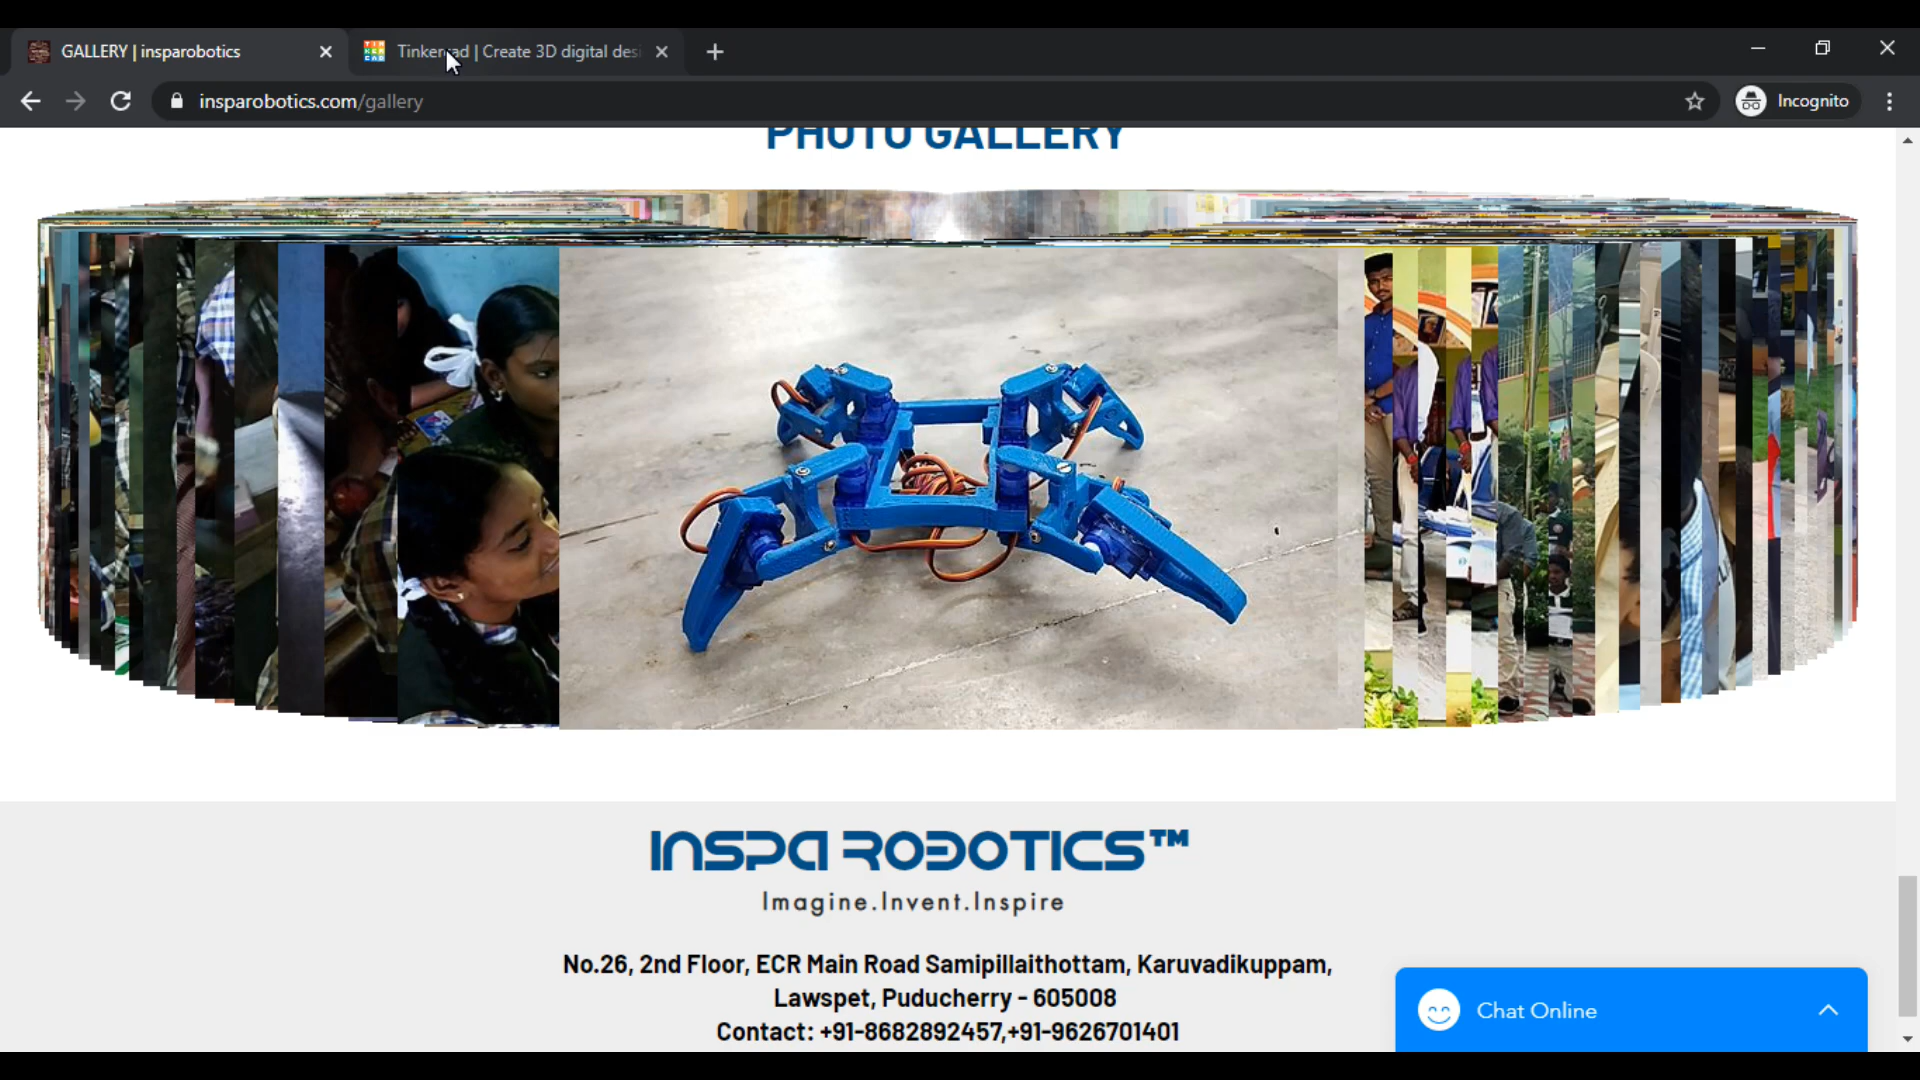 GALLERY | insparobotics
Tinkercad | Create 3D digital desi
insparobotics.com/gallery
Incognito
PHOTO GALLERY
INSPA ROBOTICS™
Imagine.Invent.Inspire
No.26, 2nd Floor, ECR Main Road Samipillaithottam, Karuvadikuppam,
Lawspet, Puducherry - 605008
Contact: +91-8682892457,+91-9626701401
Chat Online